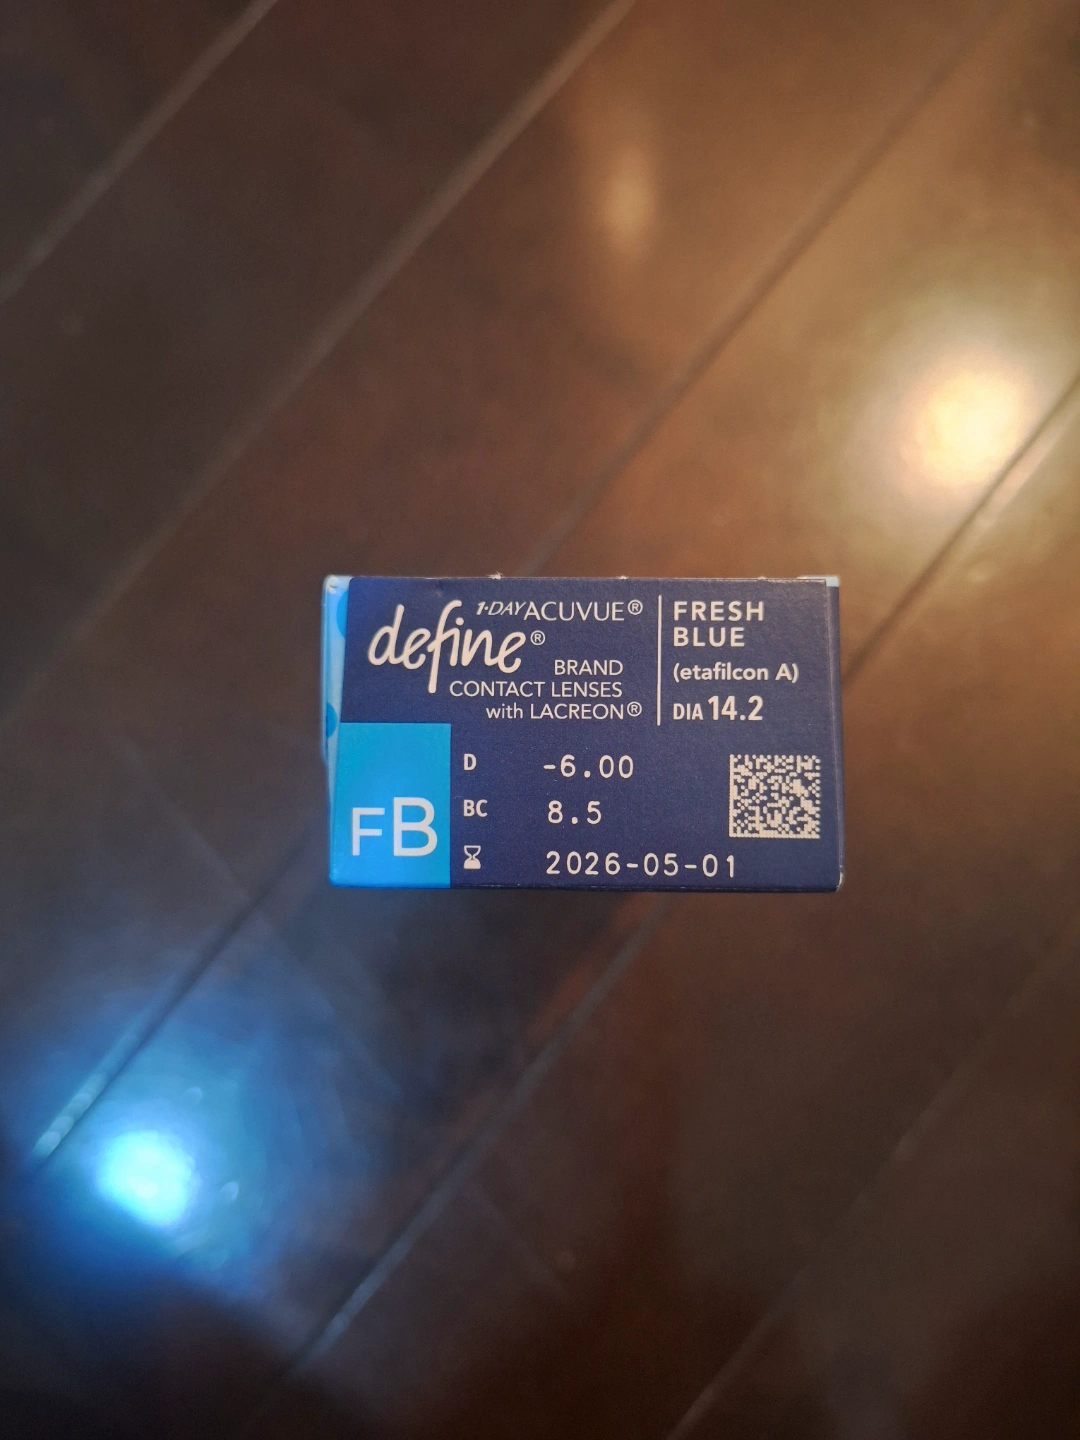 1·DAY ACUVUE®
define®
BRAND
CONTACT LENSES
with LACREON®
FRESH
BLUE
(etafilcon A)
DIA 14.2
FB
D -6.00
BC 8.5
2026-05-01